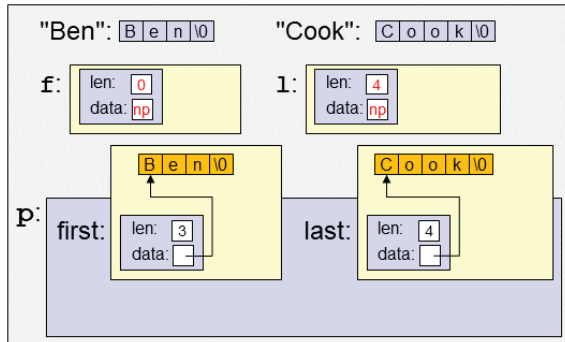 "Ben": B e n \0 "Cook": C o o k \0
f: len: 0 l: len: 4
data: np data: np
B e n \0 C o o k \0
p: first: len: 3 last: len: 4
data: data: